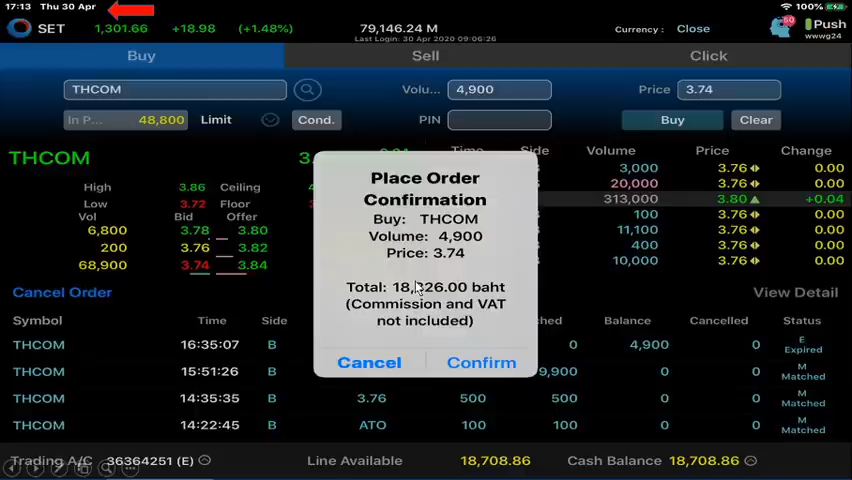 17:13 Thu 30 Apr 100%
SET 1,301.66 +18.98 (+1.48%) 79,146.24 M Currency : Close 50 Push
Last Login: 30 Apr 2020 09:06:26 wwwg24
Buy Sell Click
THCOM Volu... 4,900 Price 3.74
In P... 48,800 Limit Cond. PIN Buy Clear
THCOM 3. Time Side Volume Price Change
3,000 3.76 0.00
High 3.86 Ceiling 20,000 3.76 0.00
Low 3.72 Floor 313,000 3.80 +0.04
Vol Bid Offer 100 3.76 0.00
6,800 3.78 3.80 11,100 3.76 0.00
200 3.76 3.82 400 3.76 0.00
68,900 3.74 3.84 10,000 3.76 0.00
Place Order
Confirmation
Buy: THCOM
Volume: 4,900
Price: 3.74
Total: 18,326.00 baht
(Commission and VAT
not included)
Cancel Confirm
Cancel Order View Detail
Symbol Time Side Balance Cancelled Status
THCOM 16:35:07 B 0 4,900 0 E Expired
THCOM 15:51:26 B 9,900 0 0 M Matched
THCOM 14:35:35 B 3.76 500 500 0 0 M Matched
THCOM 14:22:45 B ATO 100 100 0 0 M Matched
Trading A/C 36364251 (E) Line Available 18,708.86 Cash Balance 18,708.86